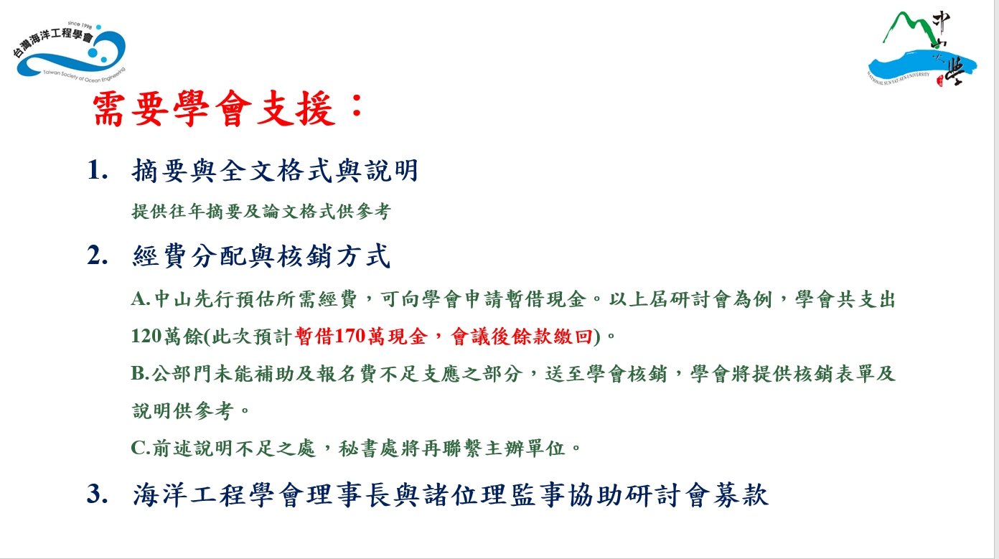 since 1998
台灣海洋工程學會
Taiwan Society of Ocean Engineering
中山大學
NATIONAL SUN YAT-SEN UNIVERSITY
需要學會支援：
1. 摘要與全文格式與說明
提供往年摘要及論文格式供參考
2. 經費分配與核銷方式
A.中山先行預估所需經費，可向學會申請暫借現金。以上屆研討會為例，學會共支出
120萬餘(此次預計暫借170萬現金，會議後餘款繳回)。
B.公部門未能補助及報名費不足支應之部分，送至學會核銷，學會將提供核銷表單及
說明供參考。
C.前述說明不足之處，秘書處將再聯繫主辦單位。
3. 海洋工程學會理事長與諸位理監事協助研討會募款